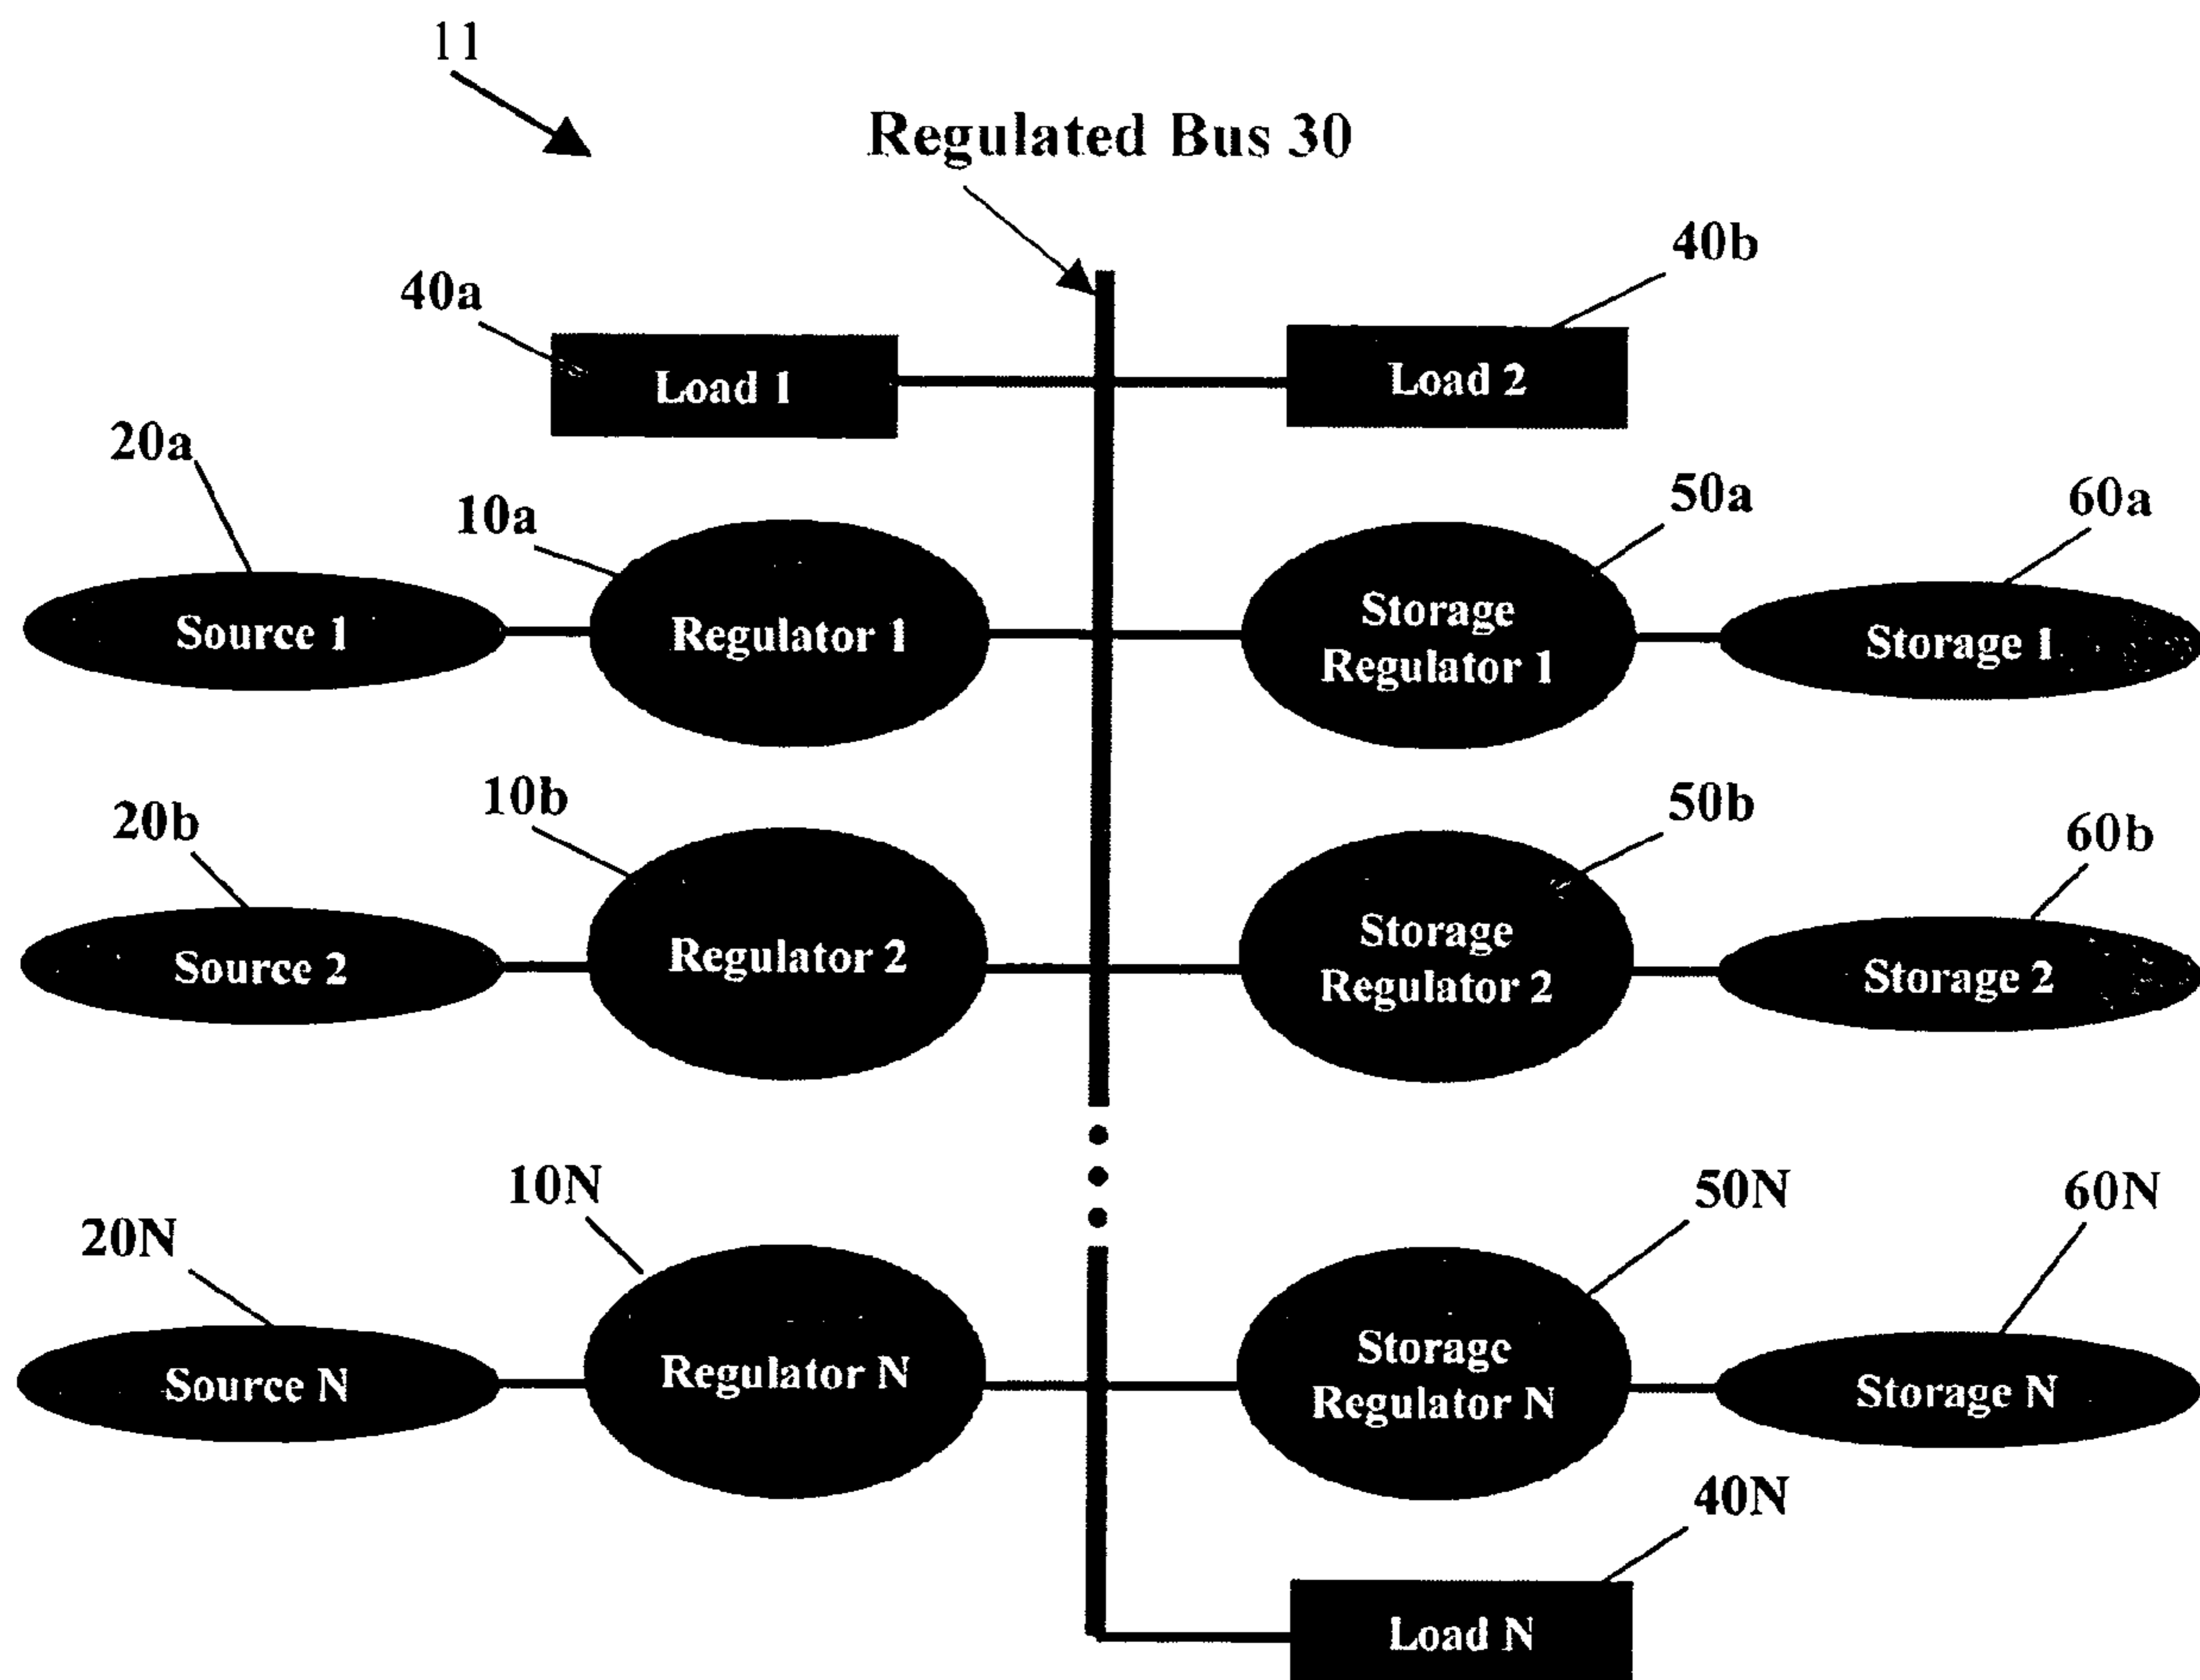 11
Regulated Bus 30
40a
40b
Load 1
Load 2
20a
10a
50a
60a
Source 1
Regulator 1
Storage
Regulator 1
Storage 1
20b
10b
50b
60b
Source 2
Regulator 2
Storage
Regulator 2
Storage 2
20N
10N
50N
60N
Source N
Regulator N
Storage
Regulator N
Storage N
40N
Load N